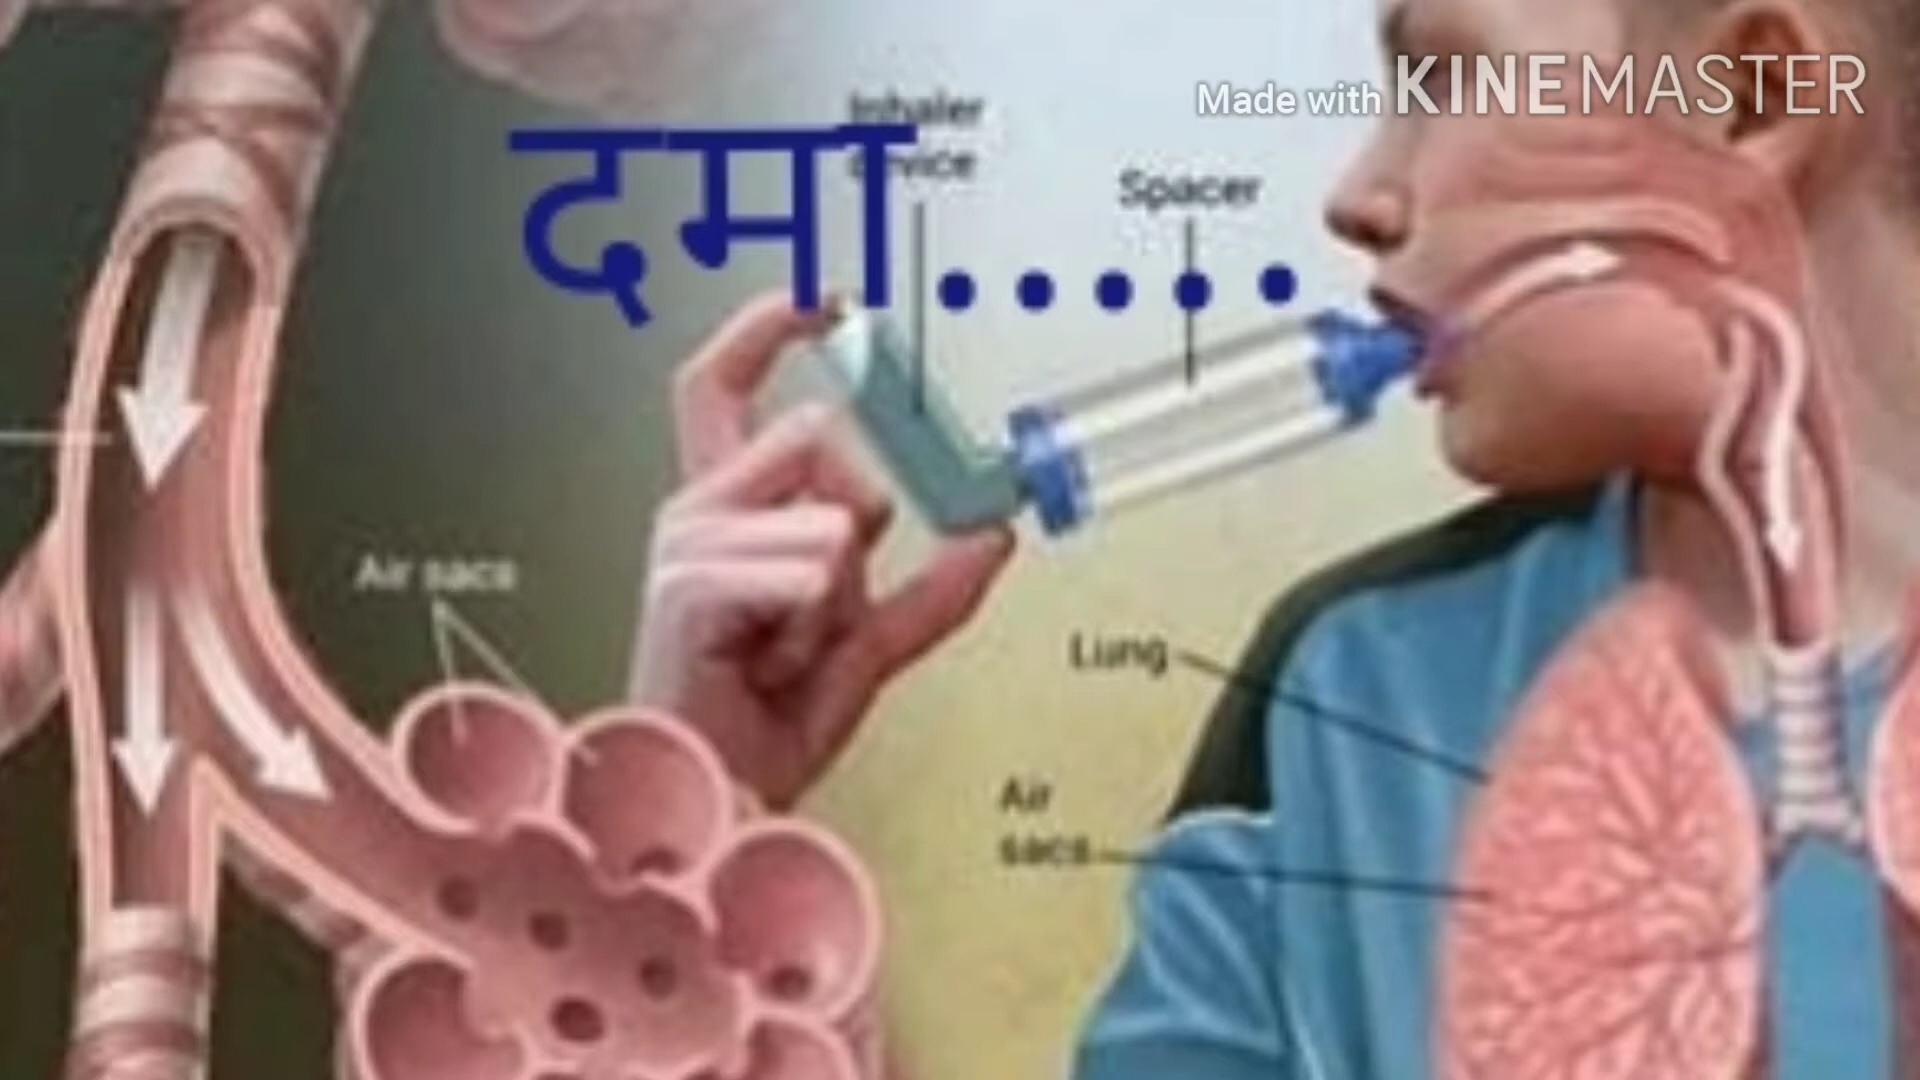 Made with KINEMASTER
Inhaler
device
दमा.....
Spacer
Air sacs
Lung
Air
sacs